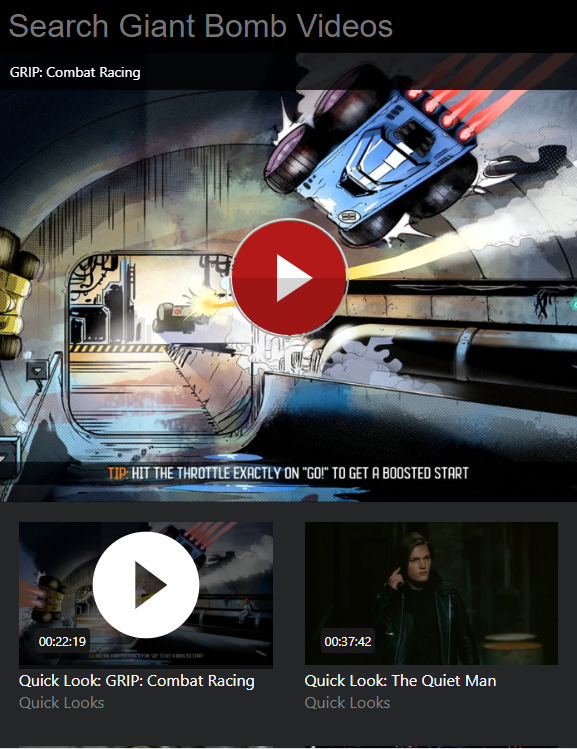 Search Giant Bomb Videos
GRIP: Combat Racing
TIP: HIT THE THROTTLE EXACTLY ON "GO!" TO GET A BOOSTED START
00:22:19
00:37:42
Quick Look: GRIP: Combat Racing
Quick Look: The Quiet Man
Quick Looks
Quick Looks